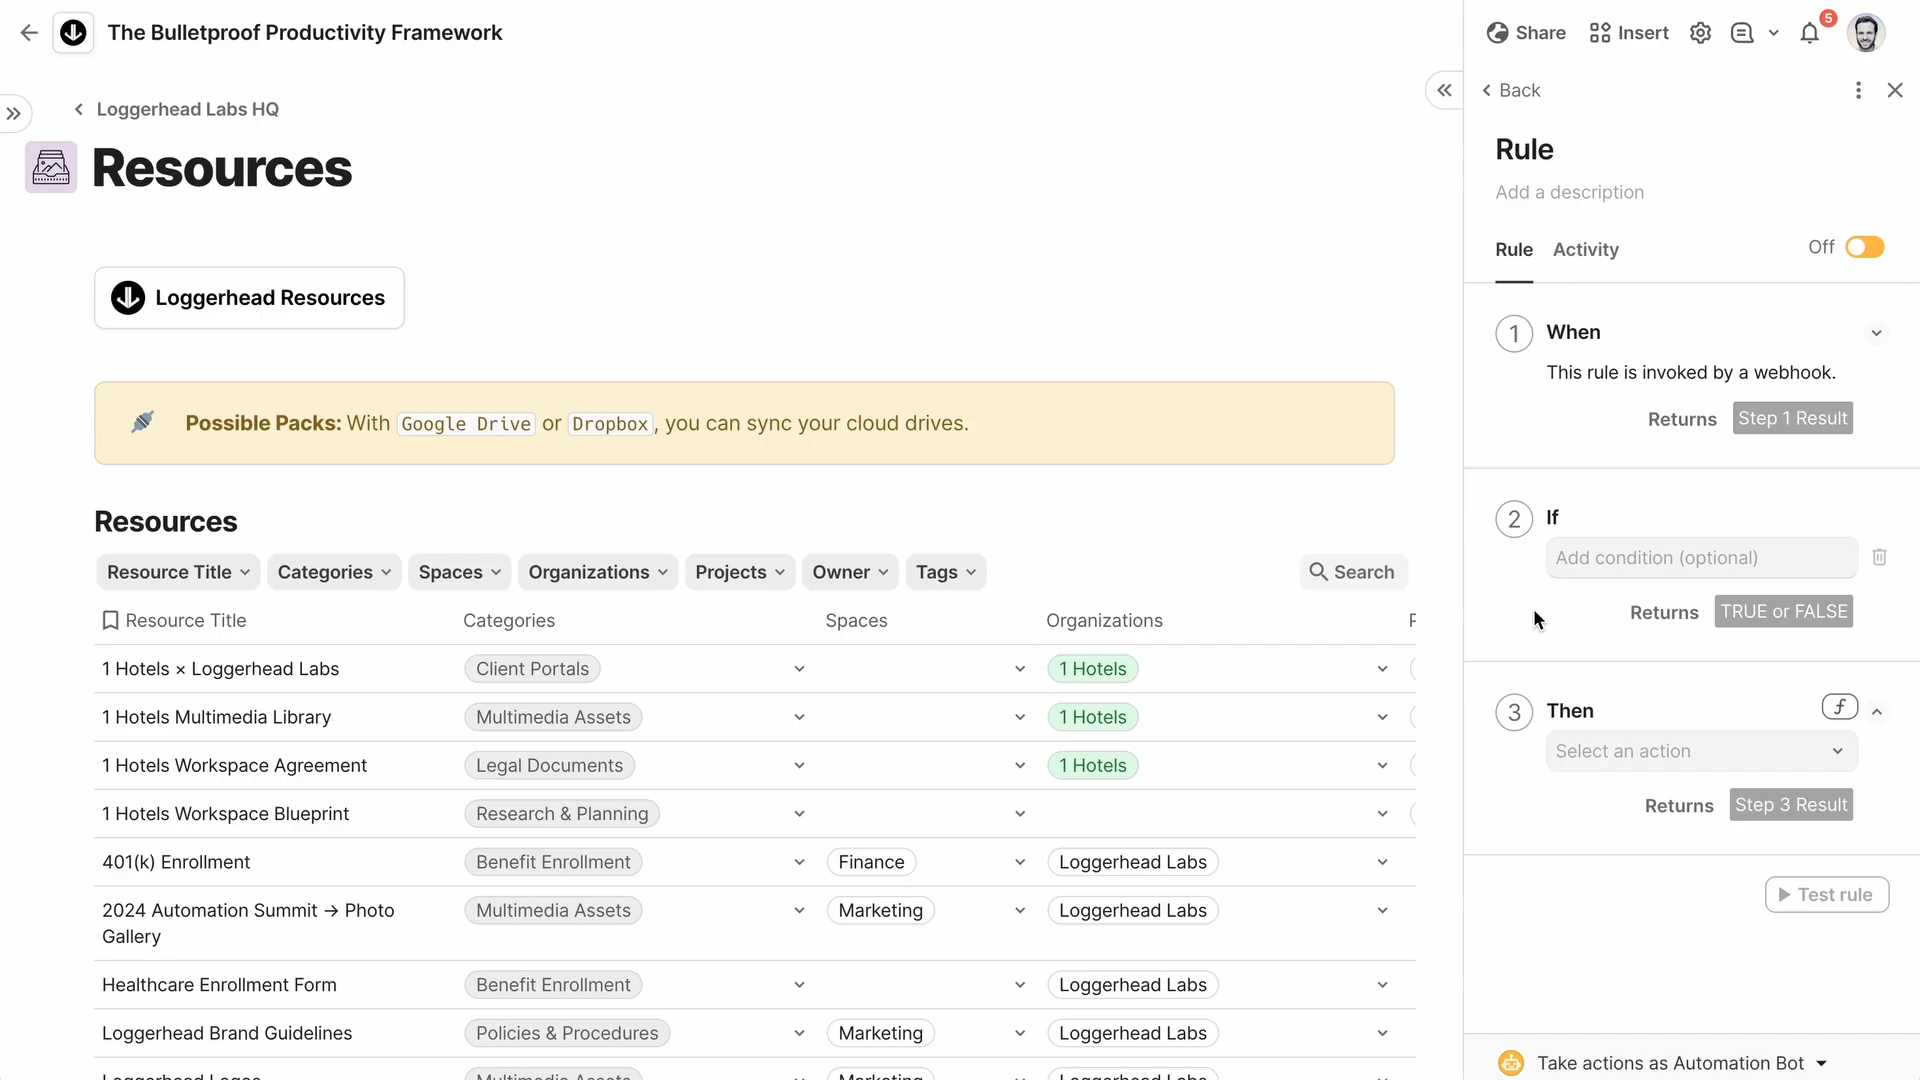 The Bulletproof Productivity Framework
Share
Insert
5
Loggerhead Labs HQ
Resources
Loggerhead Resources
Possible Packs: With Google Drive or Dropbox, you can sync your cloud drives.
Resources
Resource Title
Categories
Spaces
Organizations
Projects
Owner
Tags
Search
Resource Title Categories Spaces Organizations
1 Hotels × Loggerhead Labs Client Portals 1 Hotels
1 Hotels Multimedia Library Multimedia Assets 1 Hotels
1 Hotels Workspace Agreement Legal Documents 1 Hotels
1 Hotels Workspace Blueprint Research & Planning
401(k) Enrollment Benefit Enrollment Finance Loggerhead Labs
2024 Automation Summit → Photo Multimedia Assets Marketing Loggerhead Labs
Gallery
Healthcare Enrollment Form Benefit Enrollment Loggerhead Labs
Loggerhead Brand Guidelines Policies & Procedures Marketing Loggerhead Labs
Back
Rule
Add a description
Rule Activity Off
1 When
This rule is invoked by a webhook.
Returns Step 1 Result
2 If
Add condition (optional)
Returns TRUE or FALSE
3 Then f
Select an action
Returns Step 3 Result
Test rule
Take actions as Automation Bot